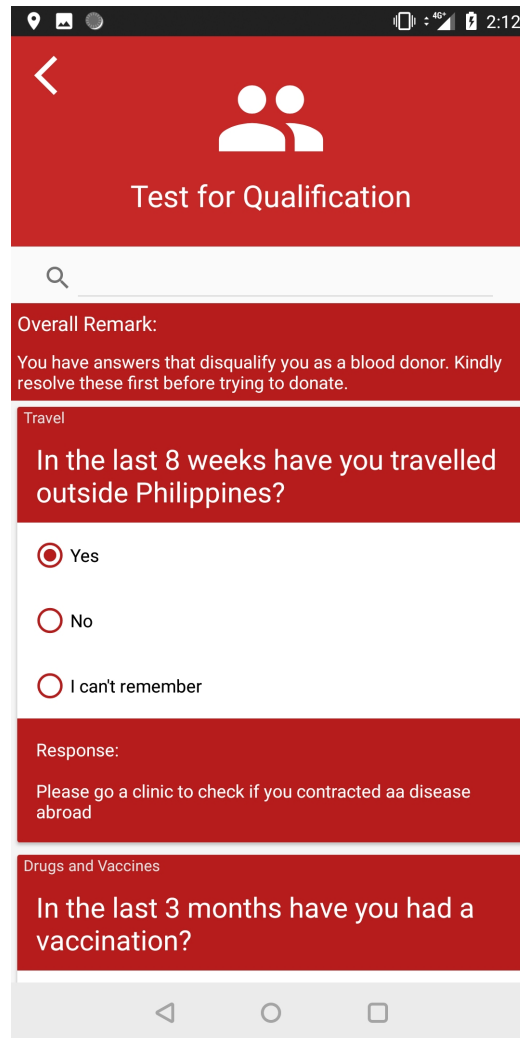 4G+ 2:12
Test for Qualification
Overall Remark:
You have answers that disqualify you as a blood donor. Kindly
resolve these first before trying to donate.
Travel
In the last 8 weeks have you travelled
outside Philippines?
Yes
No
I can't remember
Response:
Please go a clinic to check if you contracted aa disease
abroad
Drugs and Vaccines
In the last 3 months have you had a
vaccination?